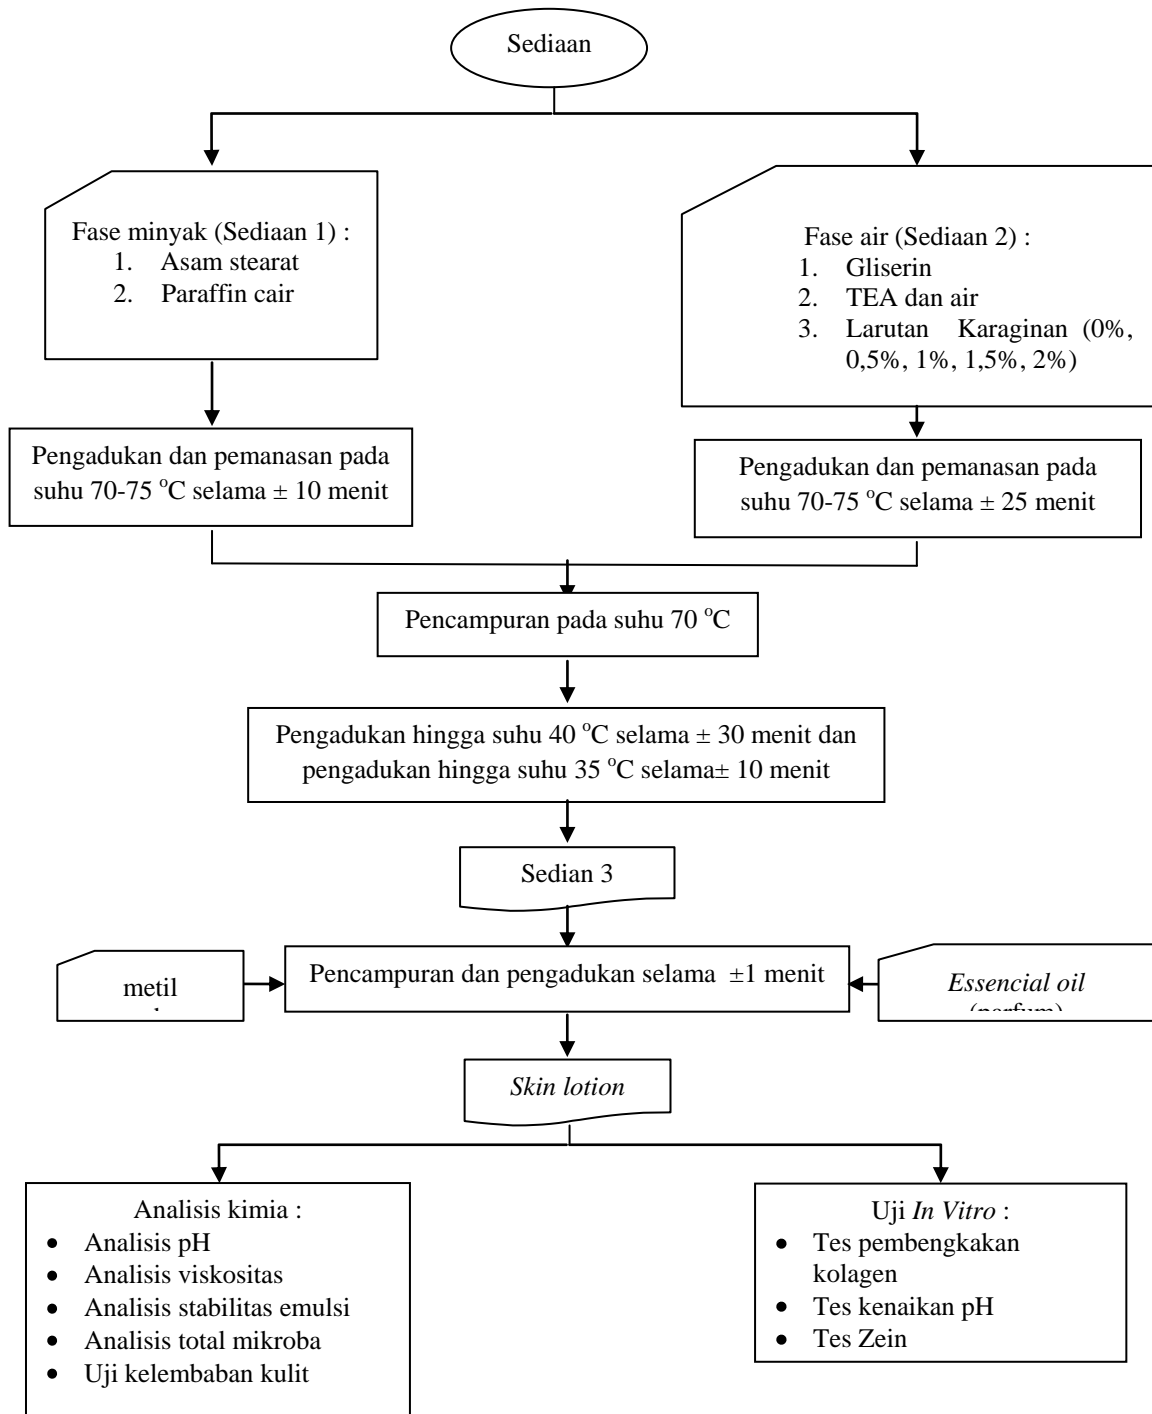 Sediaan
Fase minyak (Sediaan 1) :
1. Asam stearat
2. Paraffin cair
Fase air (Sediaan 2) :
1. Gliserin
2. TEA dan air
3. Larutan Karaginan (0%,
0,5%, 1%, 1,5%, 2%)
Pengadukan dan pemanasan pada
suhu 70-75 °C selama ± 10 menit
Pengadukan dan pemanasan pada
suhu 70-75 °C selama ± 25 menit
Pencampuran pada suhu 70 °C
Pengadukan hingga suhu 40 °C selama ± 30 menit dan
pengadukan hingga suhu 35 °C selama± 10 menit
Sedian 3
metil
Pencampuran dan pengadukan selama ±1 menit
Essencial oil
(parfum)
Skin lotion
Analisis kimia :
• Analisis pH
• Analisis viskositas
• Analisis stabilitas emulsi
• Analisis total mikroba
• Uji kelembaban kulit
Uji In Vitro :
• Tes pembengkakan
kolagen
• Tes kenaikan pH
• Tes Zein